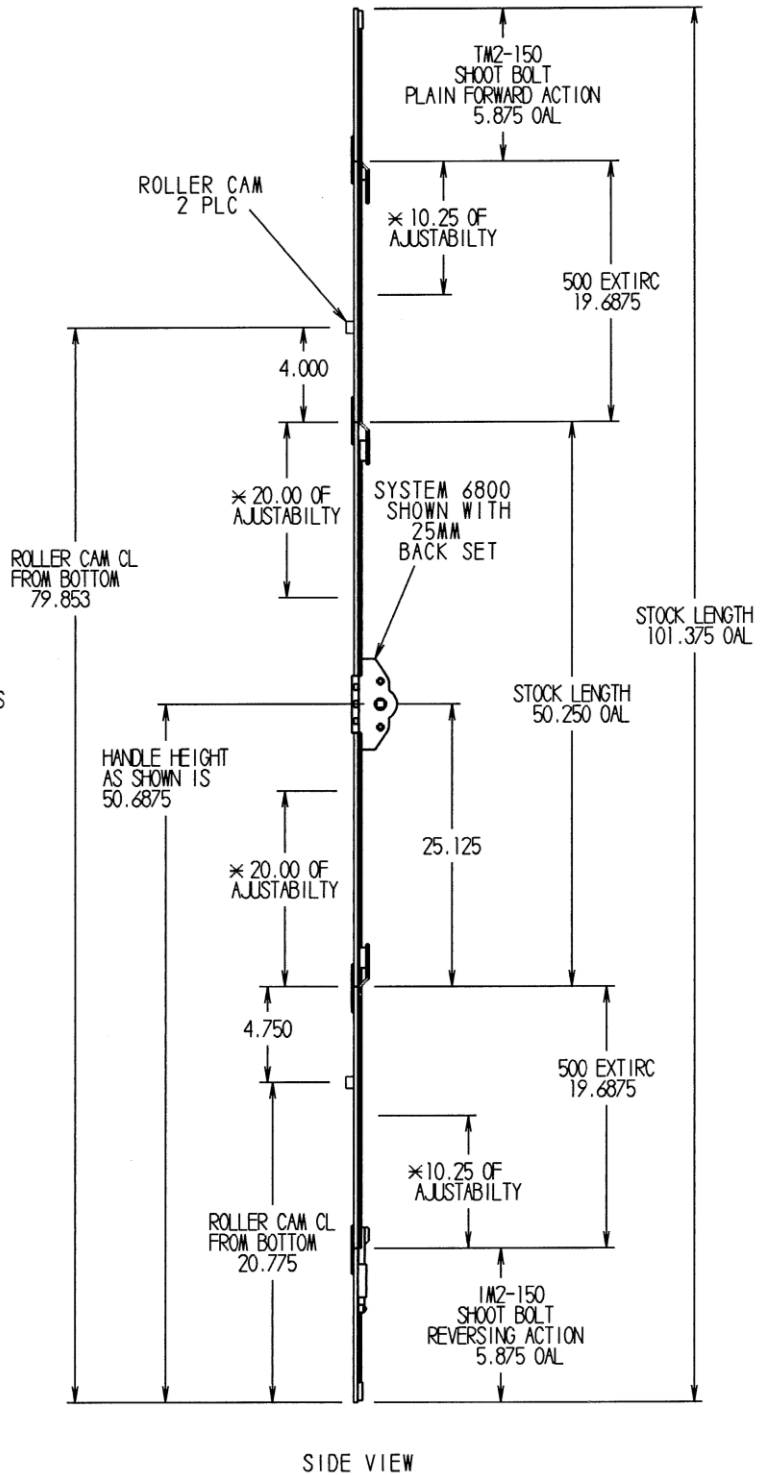 TM2-150
SHOOT BOLT
PLAIN FORWARD ACTION
5.875 OAL
ROLLER CAM
2 PLC
* 10.25 OF
AJUSTABILTY
500 EXTIRC
19.6875
4.000
* 20.00 OF
AJUSTABILTY
SYSTEM 6800
SHOWN WITH
25MM
BACK SET
ROLLER CAM CL
FROM BOTTOM
79.853
STOCK LENGTH
101.375 OAL
S
STOCK LENGTH
50.250 OAL
HANDLE HEIGHT
AS SHOWN IS
50.6875
25.125
* 20.00 OF
AJUSTABILTY
4.750
500 EXTIRC
19.6875
*10.25 OF
AJUSTABILTY
ROLLER CAM CL
FROM BOTTOM
20.775
IM2-150
SHOOT BOLT
REVERSING ACTION
5.875 OAL
SIDE VIEW